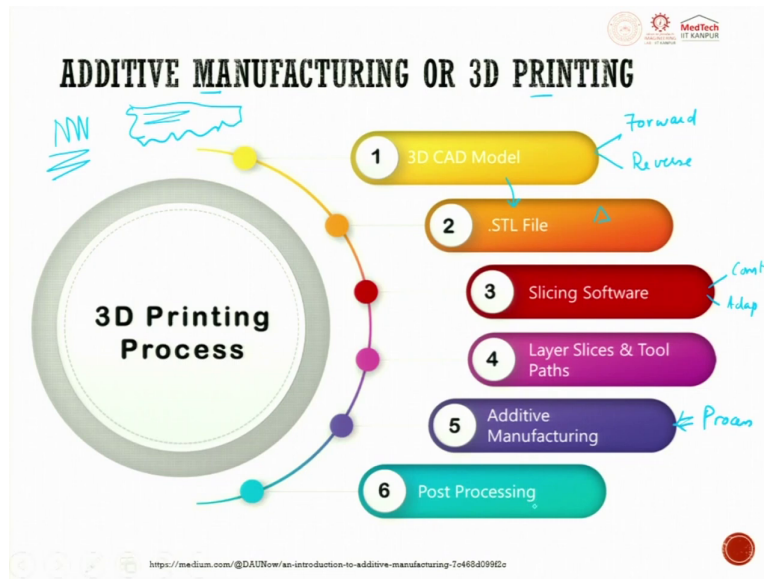 MedTech
IIT KANPUR
ADDITIVE MANUFACTURING OR 3D PRINTING
Forward
Reverse
1 3D CAD Model
2 .STL File
3 Slicing Software
Const
Adap
4 Layer Slices & Tool
Paths
5 Additive
Manufacturing
Process
6 Post Processing
3D Printing
Process
https://medium.com/@DAUNow/an-introduction-to-additive-manufacturing-7c468d099f2c